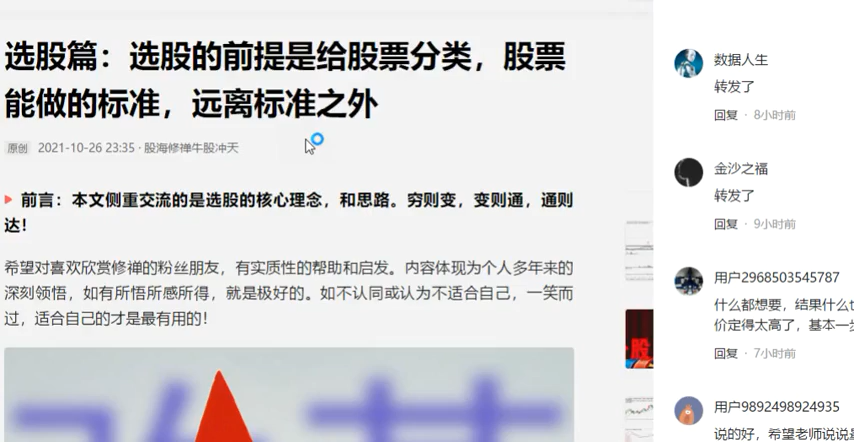 选股篇：选股的前提是给股票分类，股票
能做的标准，远离标准之外
原创 2021-10-26 23:35 · 股海修禅牛股冲天
前言：本文侧重交流的是选股的核心理念，和思路。穷则变，变则通，通则
达！
希望对喜欢欣赏修禅的粉丝朋友，有实质性的帮助和启发。内容体现为个人多年来的
深刻领悟，如有所悟所感所得，就是极好的。如不认同或认为不适合自己，一笑而
过，适合自己的才是最有用的！
数据人生
转发了
回复 · 8小时前
金沙之福
转发了
回复 · 9小时前
用户2968503545787
什么都想要，结果什么
价定得太高了，基本一
回复 · 7小时前
用户9892498924935
说的好，希望老师说说